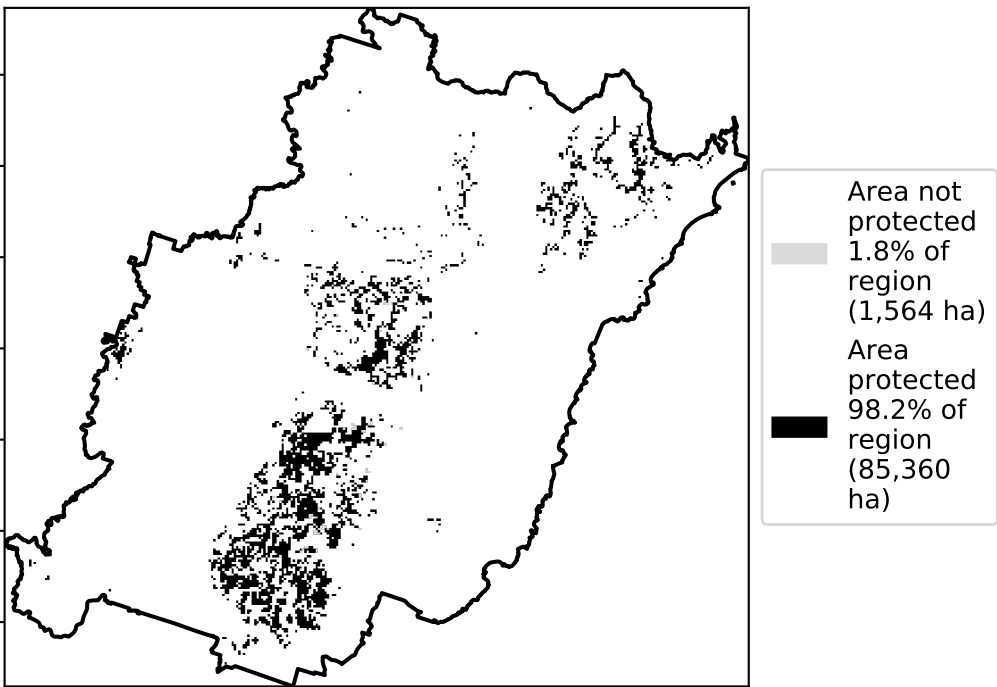 Area not
protected
1.8% of
region
(1,564 ha)
Area
protected
98.2% of
region
(85,360
ha)